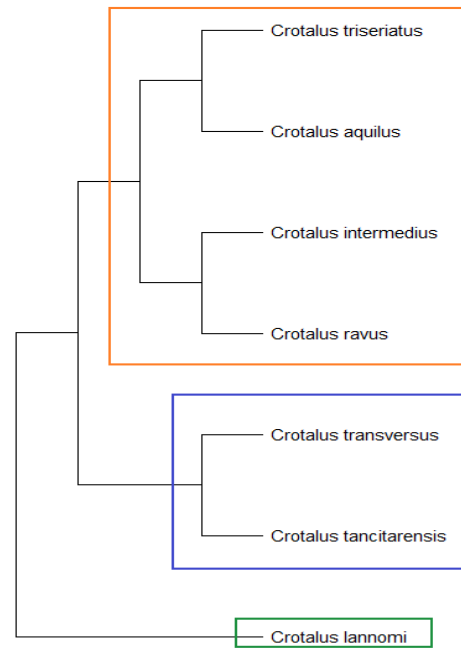 Crotalus triseriatus
Crotalus aquilus
Crotalus intermedius
Crotalus ravus
Crotalus transversus
Crotalus tancitarensis
Crotalus lannomi